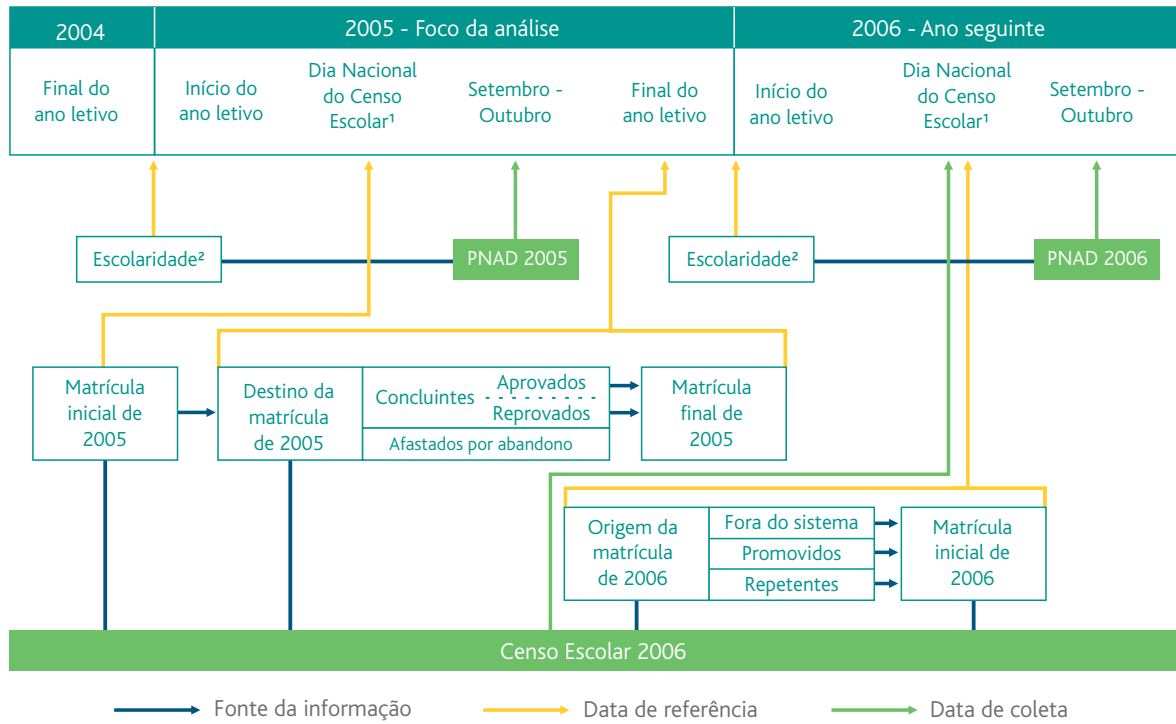 2004
2005 - Foco da análise
2006 - Ano seguinte
Final do
ano letivo
Início do
ano letivo
Dia Nacional
do Censo
Escolar¹
Setembro -
Outubro
Final do
ano letivo
Início do
ano letivo
Dia Nacional
do Censo
Escolar¹
Setembro -
Outubro
Escolaridade²
PNAD 2005
Escolaridade²
PNAD 2006
Matrícula
inicial de
2005
Destino da
matrícula
de 2005
Concluintes
Aprovados
Reprovados
Afastados por abandono
Matrícula
final de
2005
Origem da
matrícula
de 2006
Fora do sistema
Promovidos
Repetentes
Matrícula
inicial de
2006
Censo Escolar 2006
Fonte da informação
Data de referência
Data de coleta